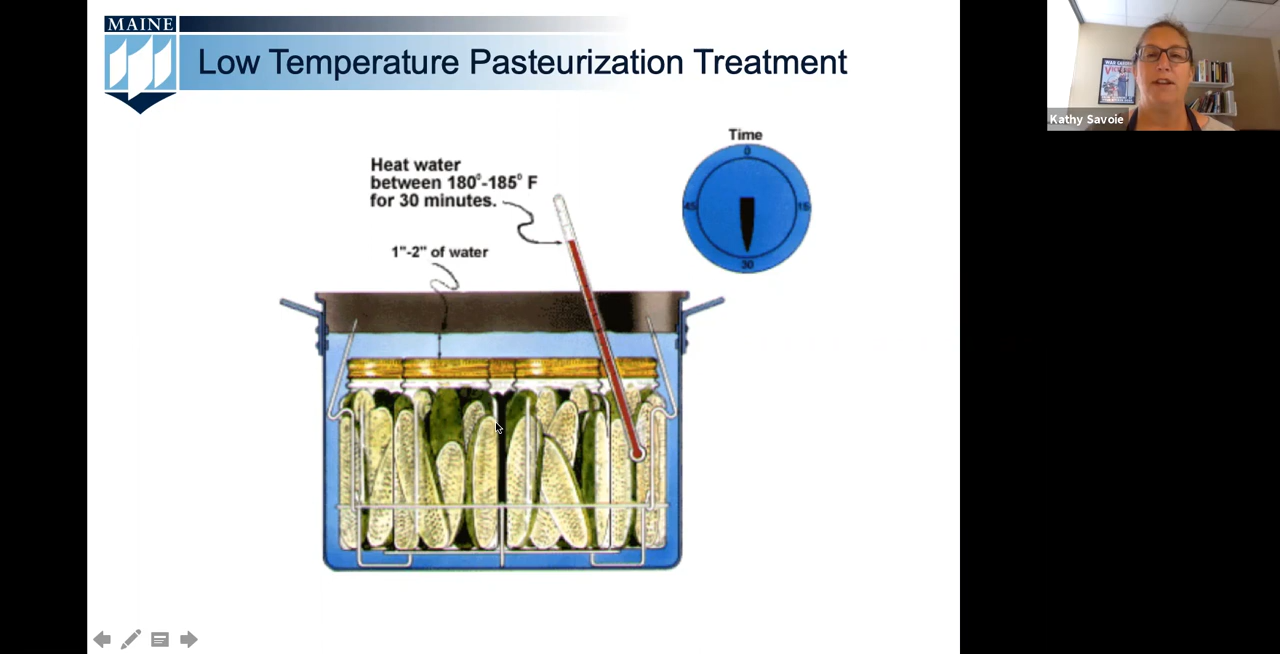 MAINE
Low Temperature Pasteurization Treatment
Kathy Savoie
Time
0
45
15
30
Heat water
between 180°-185° F
for 30 minutes.
1"-2" of water